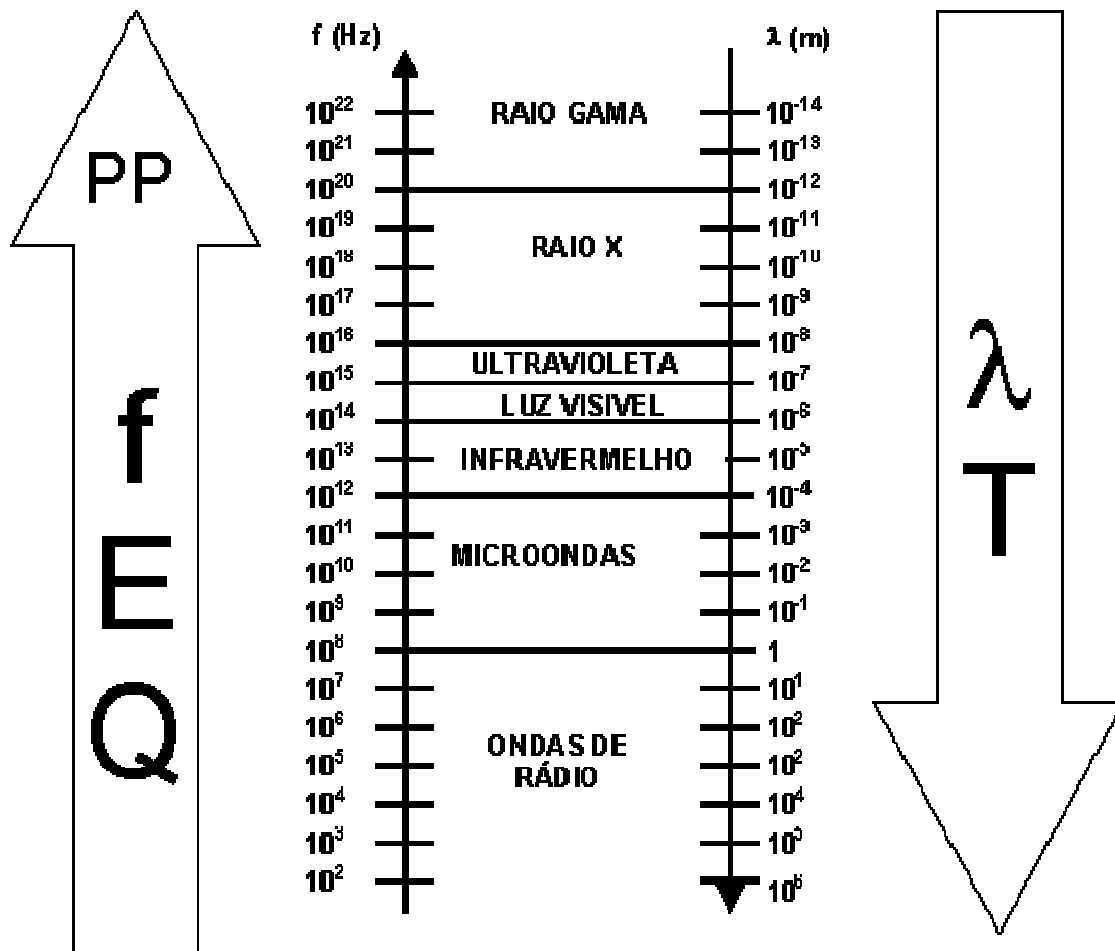 f (Hz) λ (m)
10²² RAIO GAMA 10⁻¹⁴
10²¹ 10⁻¹³
PP
10²⁰ 10⁻¹²
10¹⁹ 10⁻¹¹
RAIO X
10¹⁸ 10⁻¹⁰
10¹⁷ 10⁻⁹
10¹⁶ 10⁻⁸
ULTRAVIOLETA
10¹⁵ 10⁻⁷
LUZ VISIVEL
10¹⁴ 10⁻⁶
10¹³ INFRAVERMELHO 10⁻⁵
10¹² 10⁻⁴
10¹¹ 10⁻³
MICROONDAS
10¹⁰ 10⁻²
10⁹ 10⁻¹
10⁸ 1
10⁷ 10¹
10⁶ 10²
ONDAS DE
10⁵ 10²
RÁDIO
10⁴ 10⁴
10³
10² 10⁶
f
E
Q
λ
T